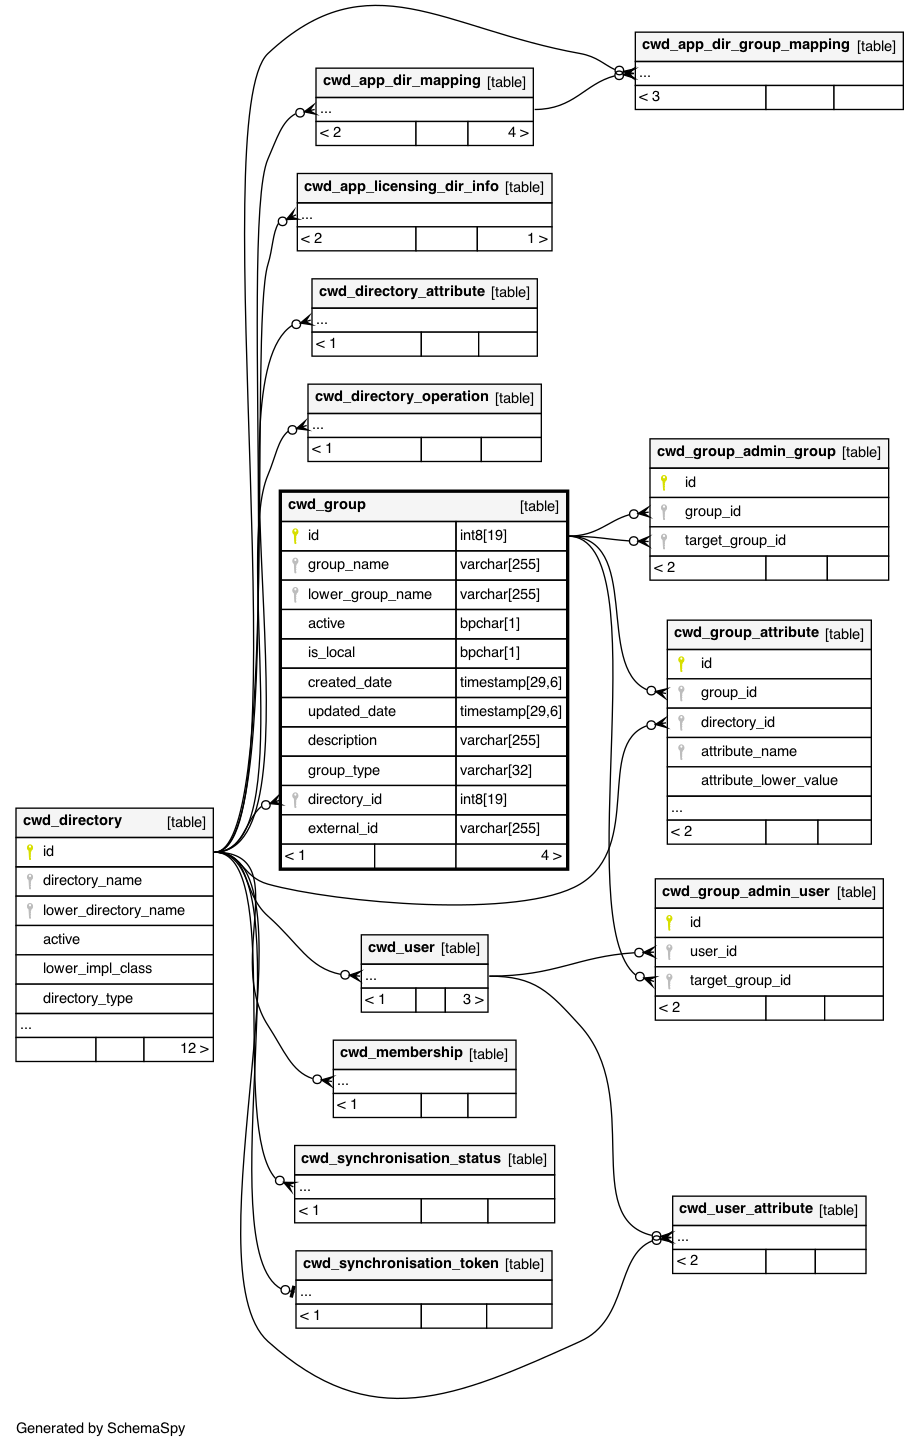 cwd_app_dir_group_mapping [table]
...
< 3
cwd_app_dir_mapping [table]
...
< 2 4 >
cwd_app_licensing_dir_info [table]
...
< 2 1 >
cwd_directory_attribute [table]
...
< 1
cwd_directory_operation [table]
...
< 1
cwd_group_admin_group [table]
id
group_id
target_group_id
< 2
cwd_group [table]
id int8[19]
group_name varchar[255]
lower_group_name varchar[255]
active bpchar[1]
is_local bpchar[1]
created_date timestamp[29,6]
updated_date timestamp[29,6]
description varchar[255]
group_type varchar[32]
directory_id int8[19]
external_id varchar[255]
< 1 4 >
cwd_group_attribute [table]
id
group_id
directory_id
attribute_name
attribute_lower_value
...
< 2
cwd_directory [table]
id
directory_name
lower_directory_name
active
lower_impl_class
directory_type
...
12 >
cwd_group_admin_user [table]
id
user_id
target_group_id
< 2
cwd_user [table]
...
< 1 3 >
cwd_membership [table]
...
< 1
cwd_synchronisation_status [table]
...
< 1
cwd_user_attribute [table]
...
< 2
cwd_synchronisation_token [table]
...
< 1
Generated by SchemaSpy